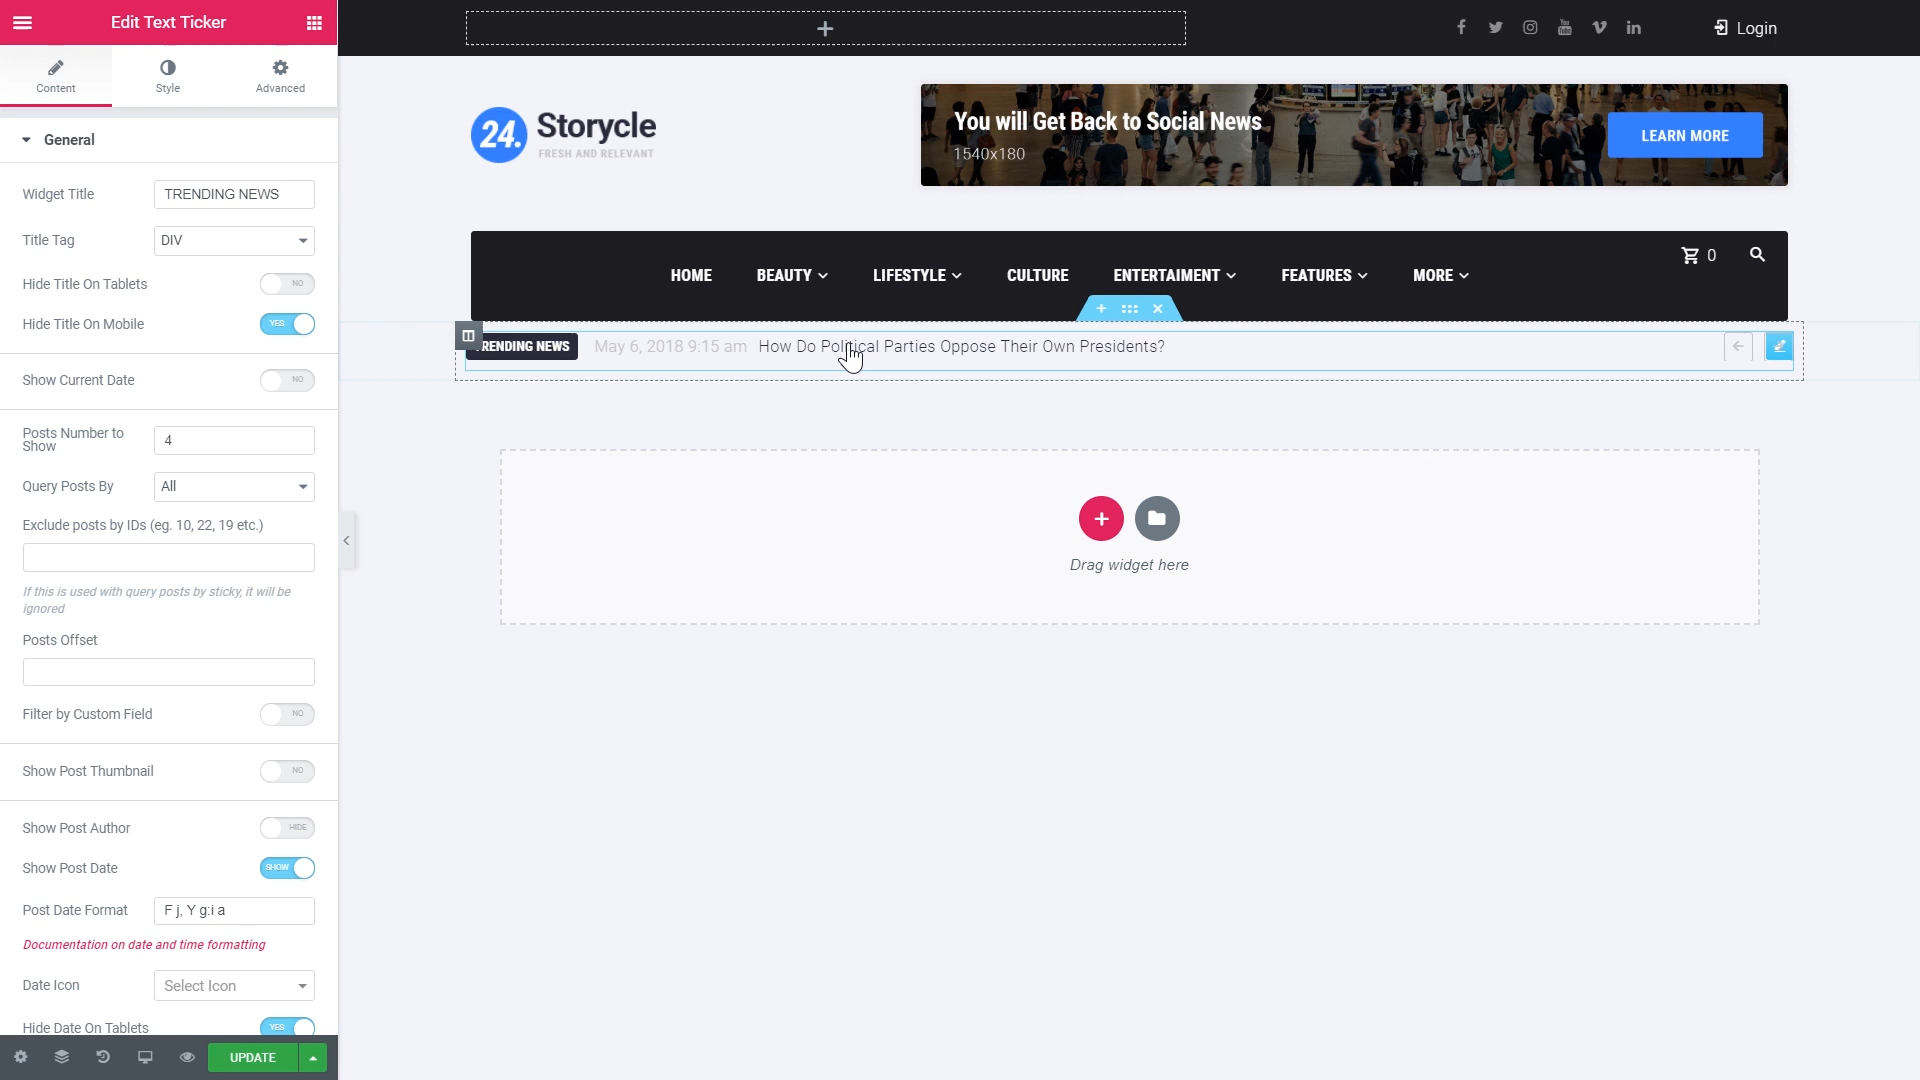 Edit Text Ticker
Content
Style
Advanced
General
Widget Title
TRENDING NEWS
Title Tag
DIV
Hide Title On Tablets
NO
Hide Title On Mobile
YES
Show Current Date
NO
Posts Number to
Show
4
Query Posts By
All
Exclude posts by IDs (eg. 10, 22, 19 etc.)
If this is used with query posts by sticky, it will be
ignored
Posts Offset
Filter by Custom Field
NO
Show Post Thumbnail
NO
Show Post Author
HIDE
Show Post Date
SHOW
Post Date Format
F j, Y g:i a
Documentation on date and time formatting
Date Icon
Select Icon
Hide Date On Tablets
YES
UPDATE
Login
24.
Storycle
FRESH AND RELEVANT
You will Get Back to Social News
1540x180
LEARN MORE
0
HOME
BEAUTY
LIFESTYLE
CULTURE
ENTERTAIMENT
FEATURES
MORE
TRENDING NEWS
May 6, 2018 9:15 am
How Do Political Parties Oppose Their Own Presidents?
Drag widget here